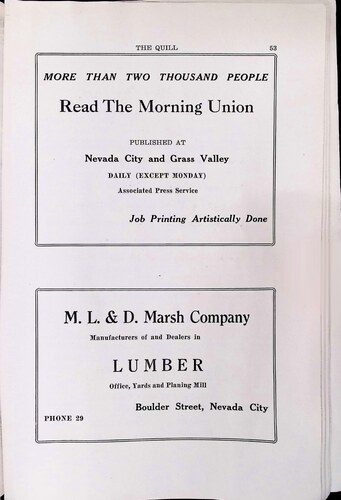 THE QUILL 53
MORE THAN TWO THOUSAND PEOPLE
Read The Morning Union
PUBLISHED AT
Nevada City and Grass Valley
DAILY (EXCEPT MONDAY)
Associated Press Service
Job Printing Artistically Done
M. L. & D. Marsh Company
Manufacturers of and Dealers in
LUMBER
Office, Yards and Planing Mill
Boulder Street, Nevada City
PHONE 29